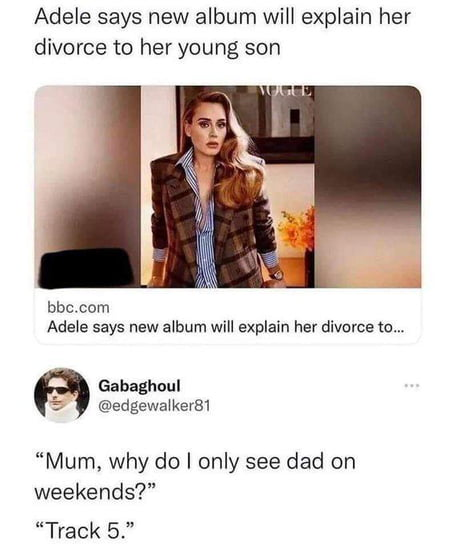 Adele says new album will explain her
divorce to her young son
VOGUE
bbc.com
Adele says new album will explain her divorce to...
Gabaghoul
@edgewalker81
“Mum, why do I only see dad on
weekends?”
“Track 5.”